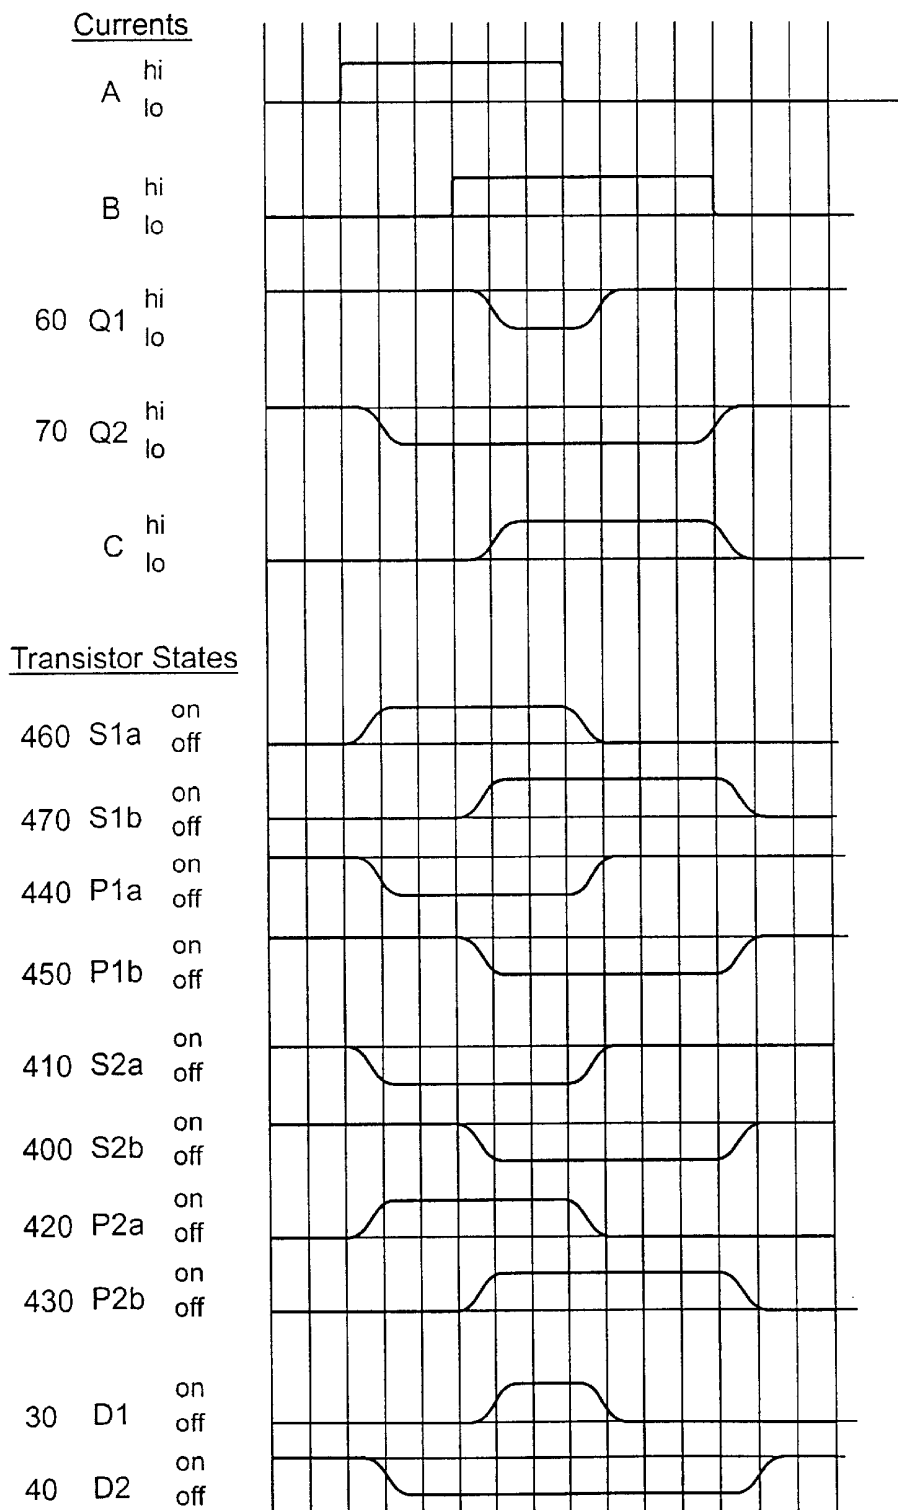 Currents
hi
A
lo
hi
B
lo
hi
60 Q1
lo
hi
70 Q2
lo
hi
C
lo
Transistor States
on
460 S1a off
on
470 S1b off
on
440 P1a off
on
450 P1b off
on
410 S2a off
on
400 S2b off
on
420 P2a off
on
430 P2b off
on
30 D1 off
on
40 D2 off